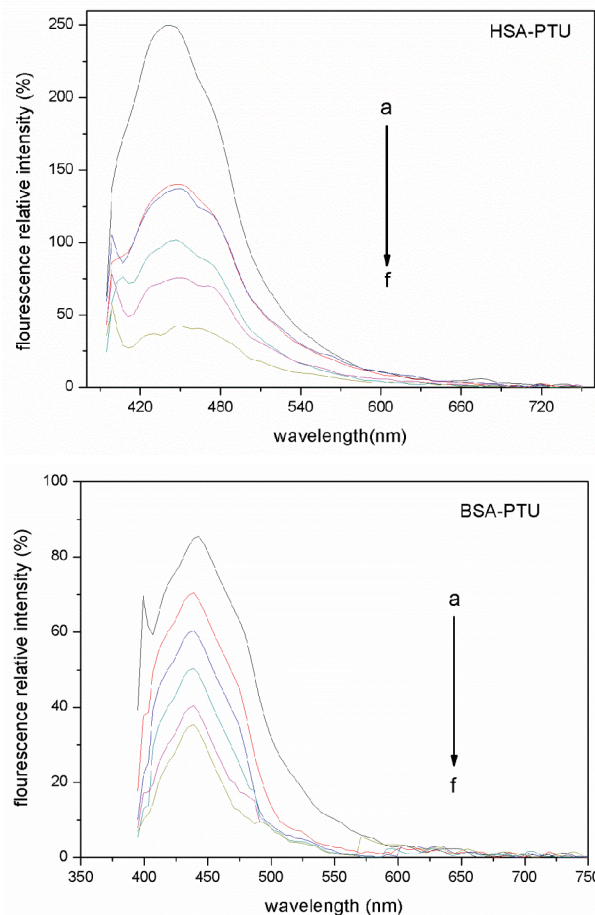 HSA-PTU
flourescence relative intensity (%)
250
200
150
100
50
0
a
f
420 480 540 600 660 720
wavelength(nm)
BSA-PTU
flourescence relative intensity (%)
100
80
60
40
20
0
a
f
350 400 450 500 550 600 650 700 750
wavelength (nm)